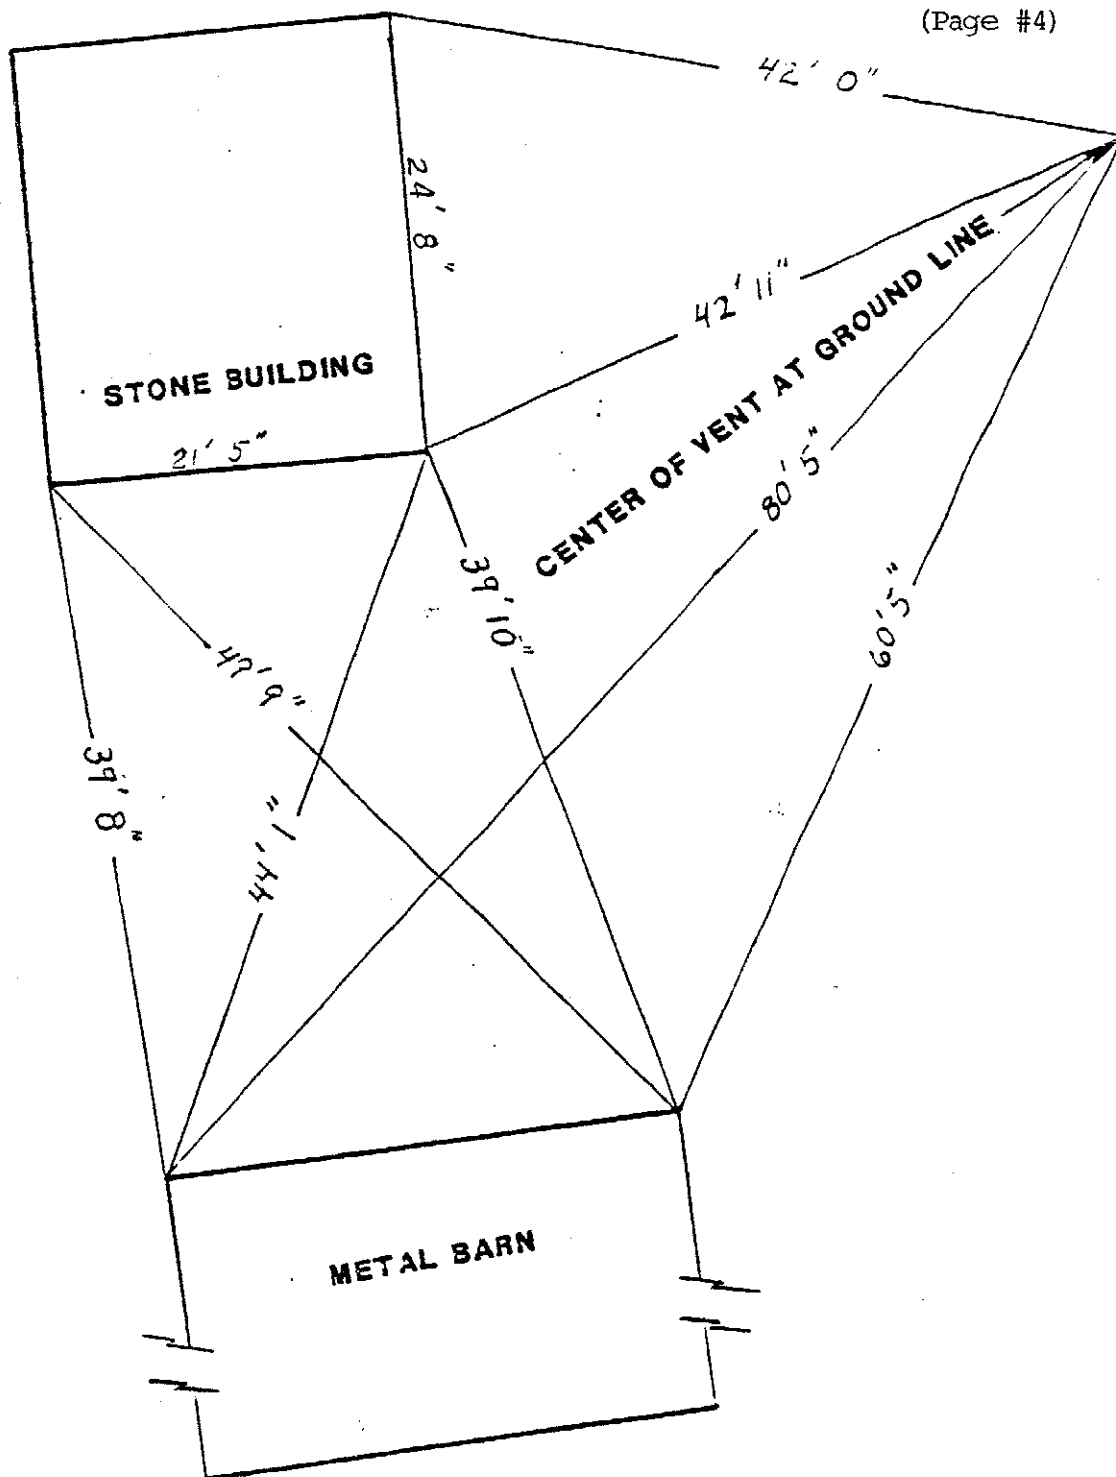 (Page #4)
42' 0"
24' 8"
42' 11"
STONE BUILDING
21' 5"
CENTER OF VENT AT GROUND LINE
80' 5"
39' 10"
60' 5"
49' 9"
39' 8"
44' 1"
METAL BARN